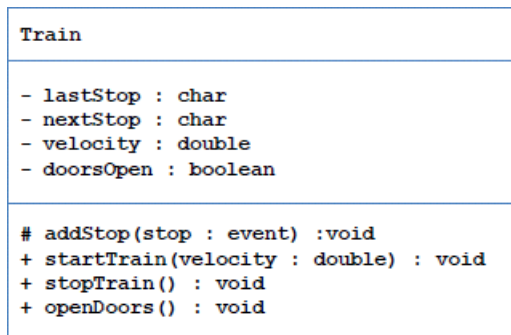 Train
- lastStop : char
- nextStop : char
- velocity : double
- doorsOpen : boolean
# addStop(stop : event) :void
+ startTrain(velocity : double) : void
+ stopTrain() : void
+ openDoors() : void